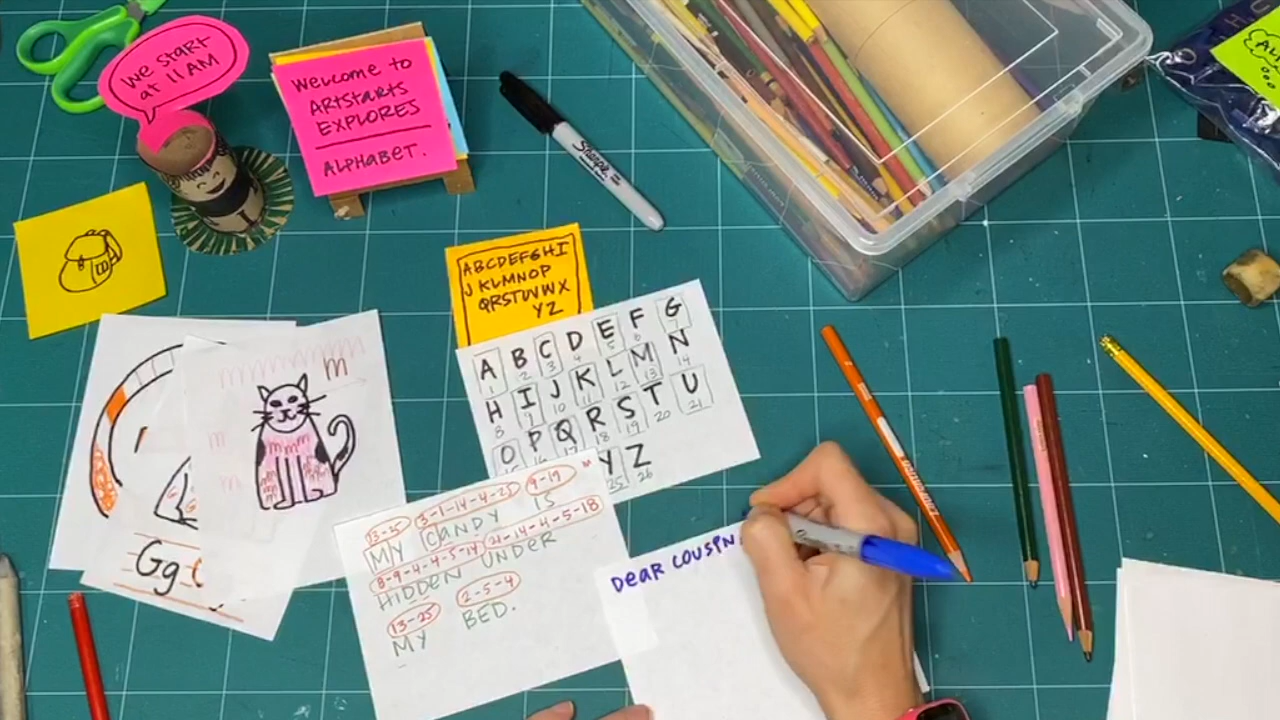 WE START
AT 11 AM
WELCOME TO
ARTSTARTS
EXPLORES
ALPHABET.
Sharpie
ABCDEFGHI
JKLMNOP
QRSTUVWX
YZ
A B C D E F G
1 2 3 4 5 6 7
H I J K L M N
8 9 10 11 12 13 14
O P Q R S T U
18 19 20 21
Y Z
25 26
m
Gg
13-25 3-1-14-4-25 9-19
MY CANDY IS
8-9-4-4-5-14 21-14-4-5-18
HIDDEN UNDER
13-25 2-5-4
MY BED.
DEAR COUSIN